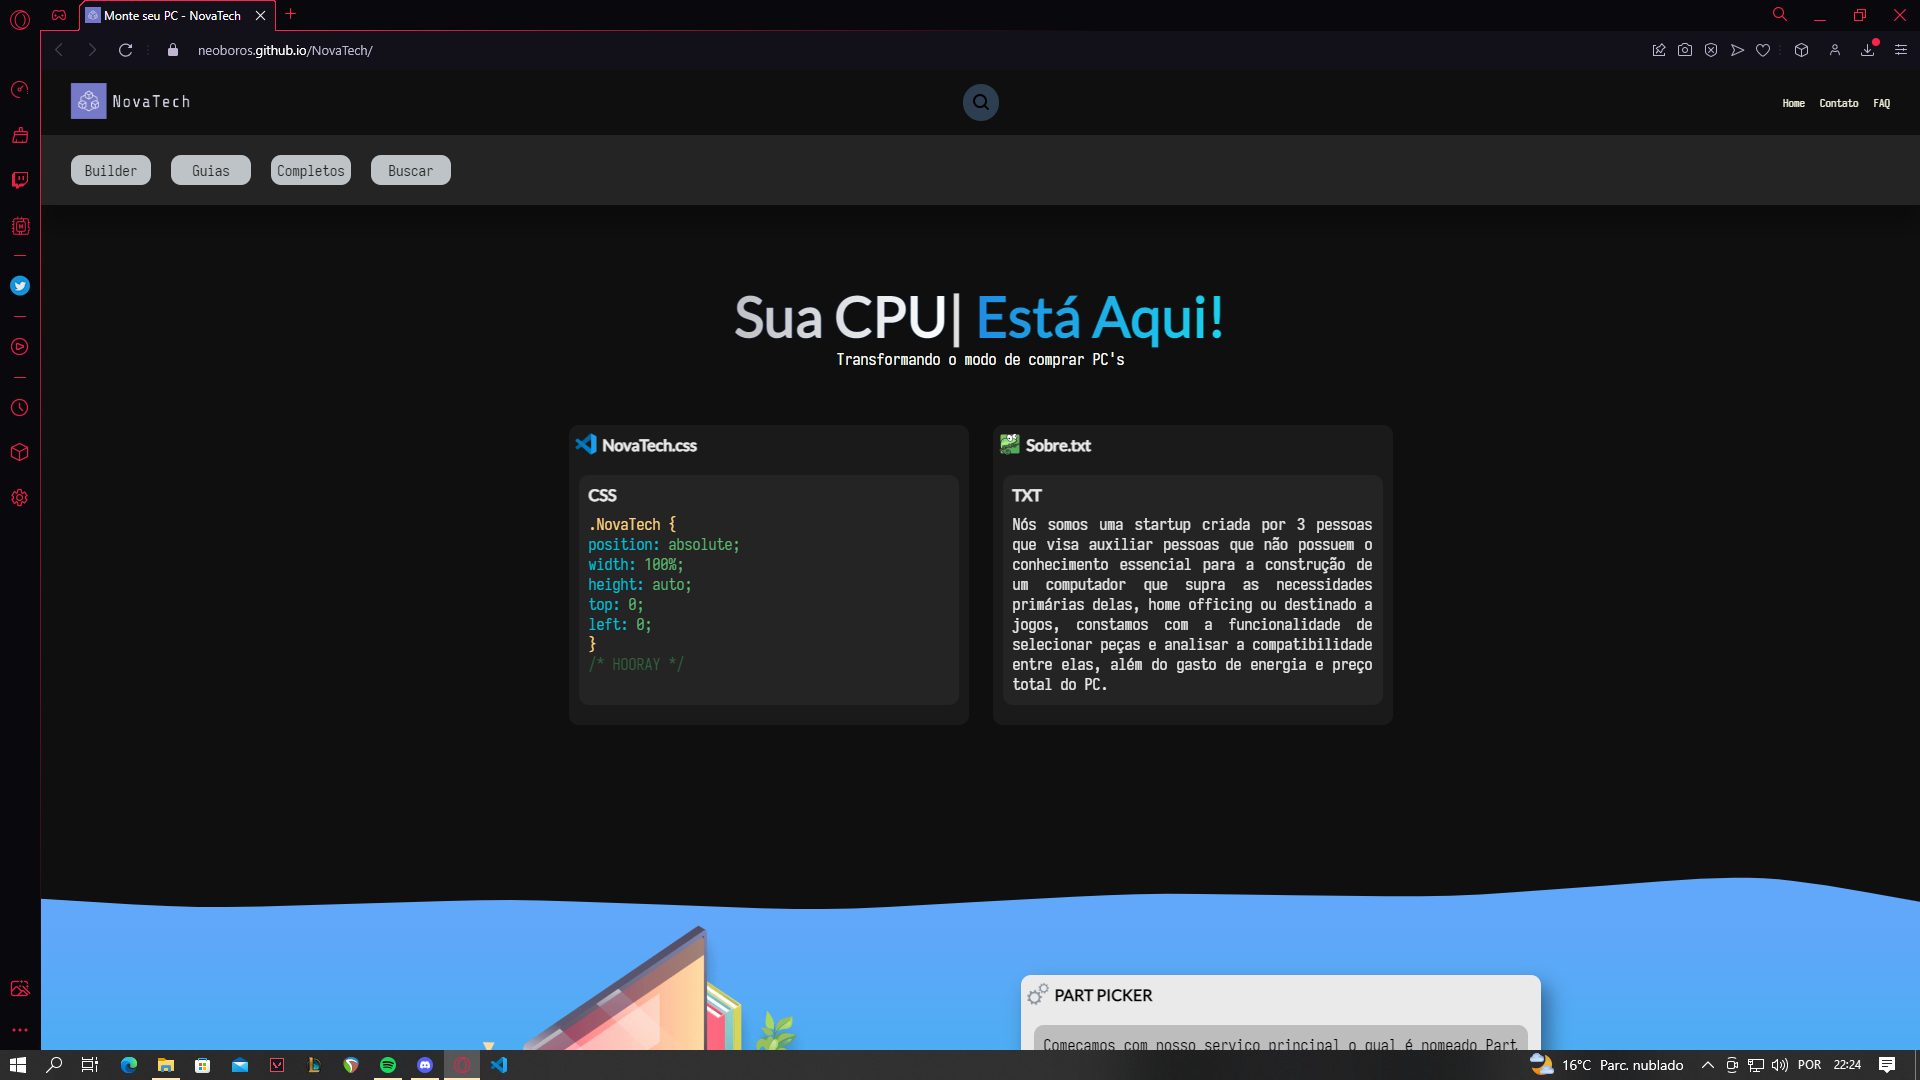 Monte seu PC - NovaTech
neoboros.github.io/NovaTech/
NovaTech
Home Contato FAQ
Builder Guias Completos Buscar
Sua CPU| Está Aqui!
Transformando o modo de comprar PC's
NovaTech.css
CSS
.NovaTech {
position: absolute;
width: 100%;
height: auto;
top: 0;
left: 0;
}
/* HOORAY */
Sobre.txt
TXT
Nós somos uma startup criada por 3 pessoas
que visa auxiliar pessoas que não possuem o
conhecimento essencial para a construção de
um computador que supra as necessidades
primárias delas, home officing ou destinado a
jogos, constamos com a funcionalidade de
selecionar peças e analisar a compatibilidade
entre elas, além do gasto de energia e preço
total do PC.
PART PICKER
Começamos com nosso serviço principal o qual é nomeado Part
16°C Parc. nublado
POR
22:24